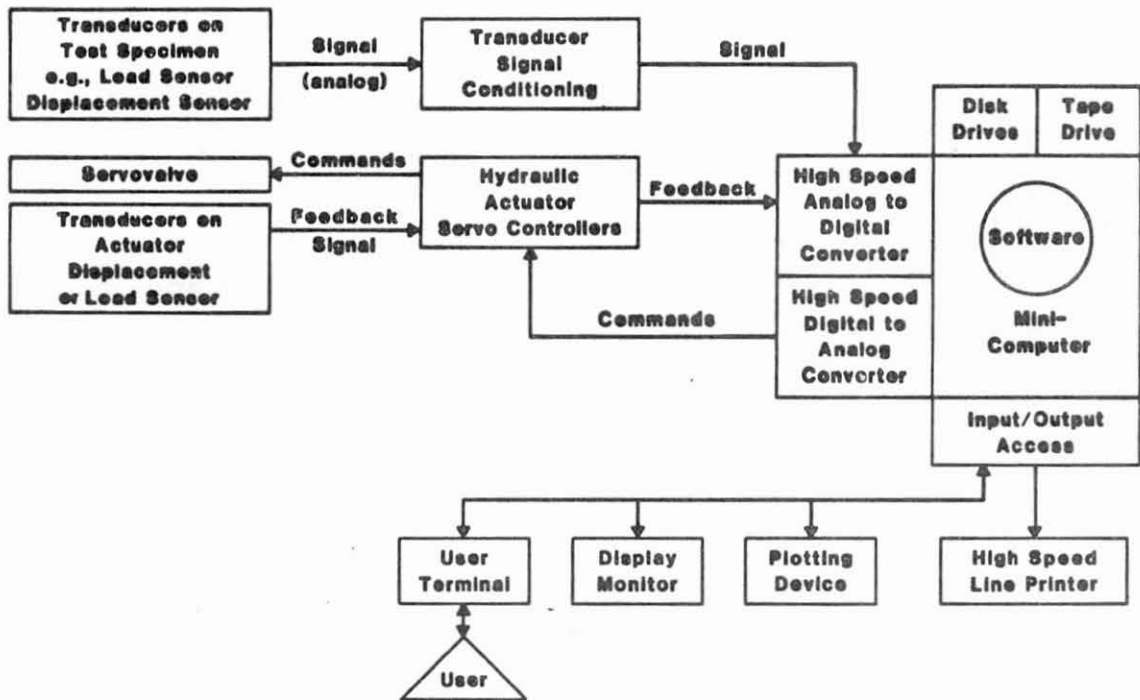 Transducers on
Test Specimen
e.g., Load Sensor
Displacement Sensor
Signal
(analog)
Transducer
Signal
Conditioning
Signal
Disk
Drives
Tape
Drive
Servovalve
Commands
Hydraulic
Actuator
Servo Controllers
Feedback
High Speed
Analog to
Digital
Converter
Software
Mini-
Computer
Transducers on
Actuator
Displacement
or Load Sensor
Feedback
Signal
Commands
High Speed
Digital to
Analog
Converter
Input/Output
Access
User
Terminal
Display
Monitor
Plotting
Device
High Speed
Line Printer
User